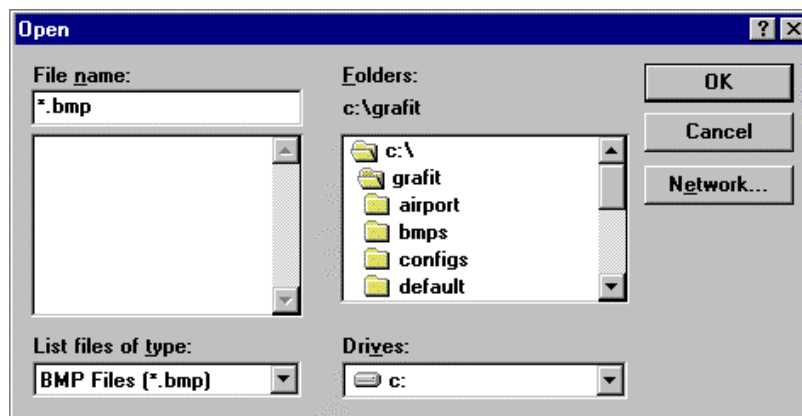 Open
File name:
*.bmp
Folders:
c:\grafit
c:\
grafit
airport
bmps
configs
default
OK
Cancel
Network...
List files of type:
BMP Files (*.bmp)
Drives:
c: